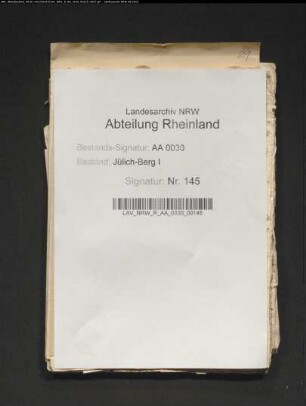 Landesarchiv NRW
Abteilung Rheinland
Bestands-Signatur: AA 0030
Bestand: Jülich-Berg I
Signatur: Nr. 145
LAV_NRW_R_AA_0030_00145